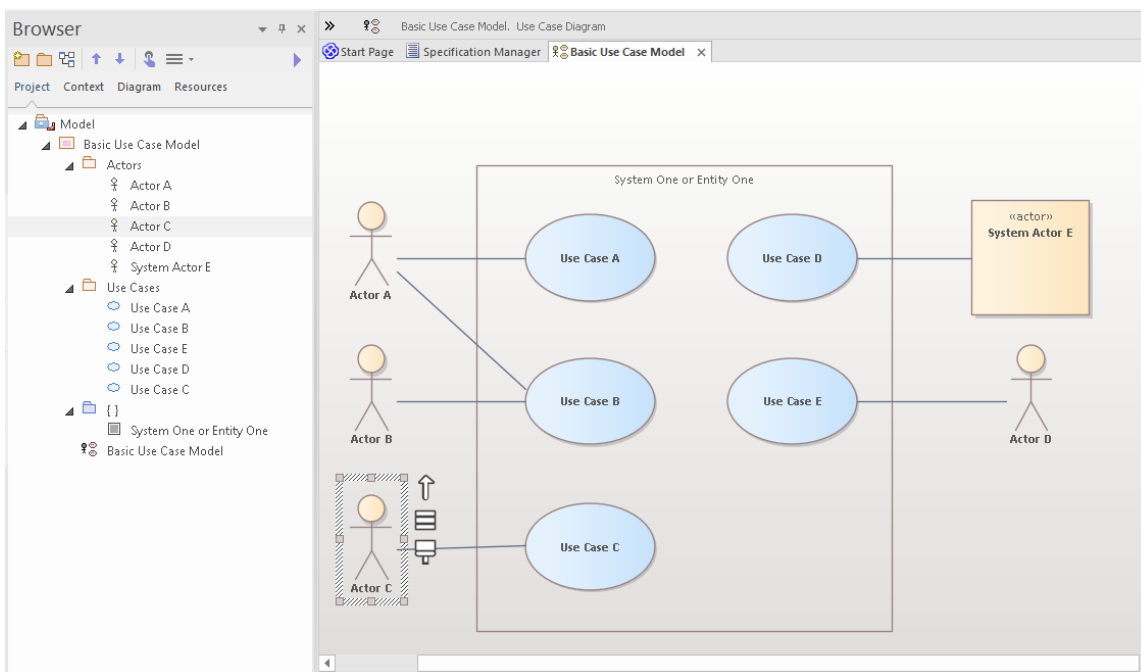 Browser
Project Context Diagram Resources
Model
Basic Use Case Model
Actors
Actor A
Actor B
Actor C
Actor D
System Actor E
Use Cases
Use Case A
Use Case B
Use Case E
Use Case D
Use Case C
{ }
System One or Entity One
Basic Use Case Model
Basic Use Case Model. Use Case Diagram
Start Page Specification Manager Basic Use Case Model
System One or Entity One
«actor»
System Actor E
Use Case A
Use Case D
Actor A
Use Case B
Use Case E
Actor B
Actor D
Use Case C
Actor C